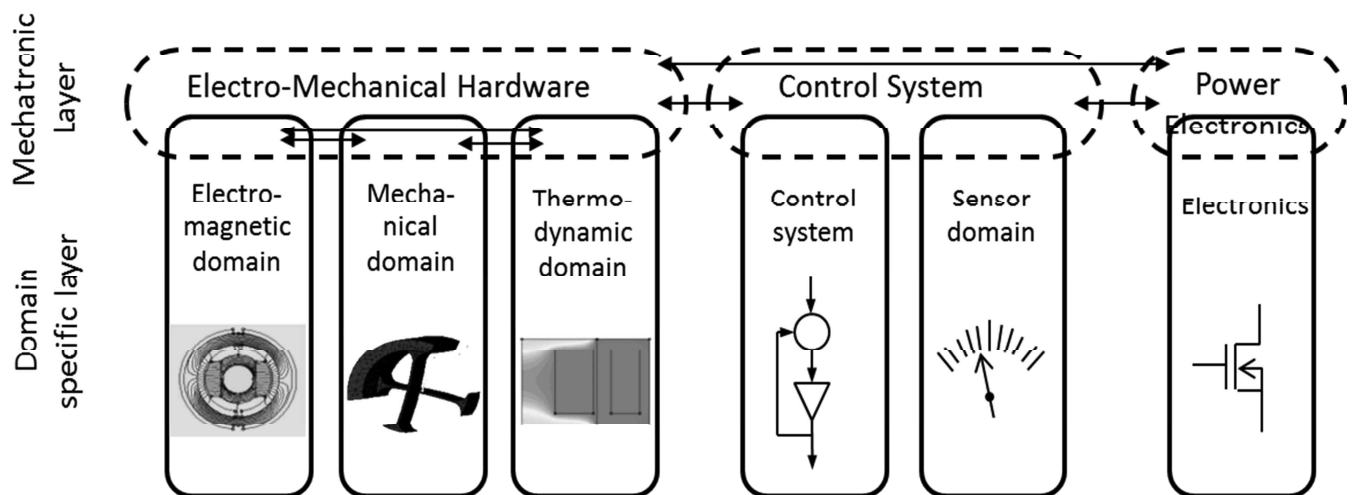 Mechatronic
Layer
Electro-Mechanical Hardware
Control System
Power
Electronics
Domain
specific layer
Electro-
magnetic
domain
Mecha-
nical
domain
Thermo-
dynamic
domain
Control
system
Sensor
domain
Electronics